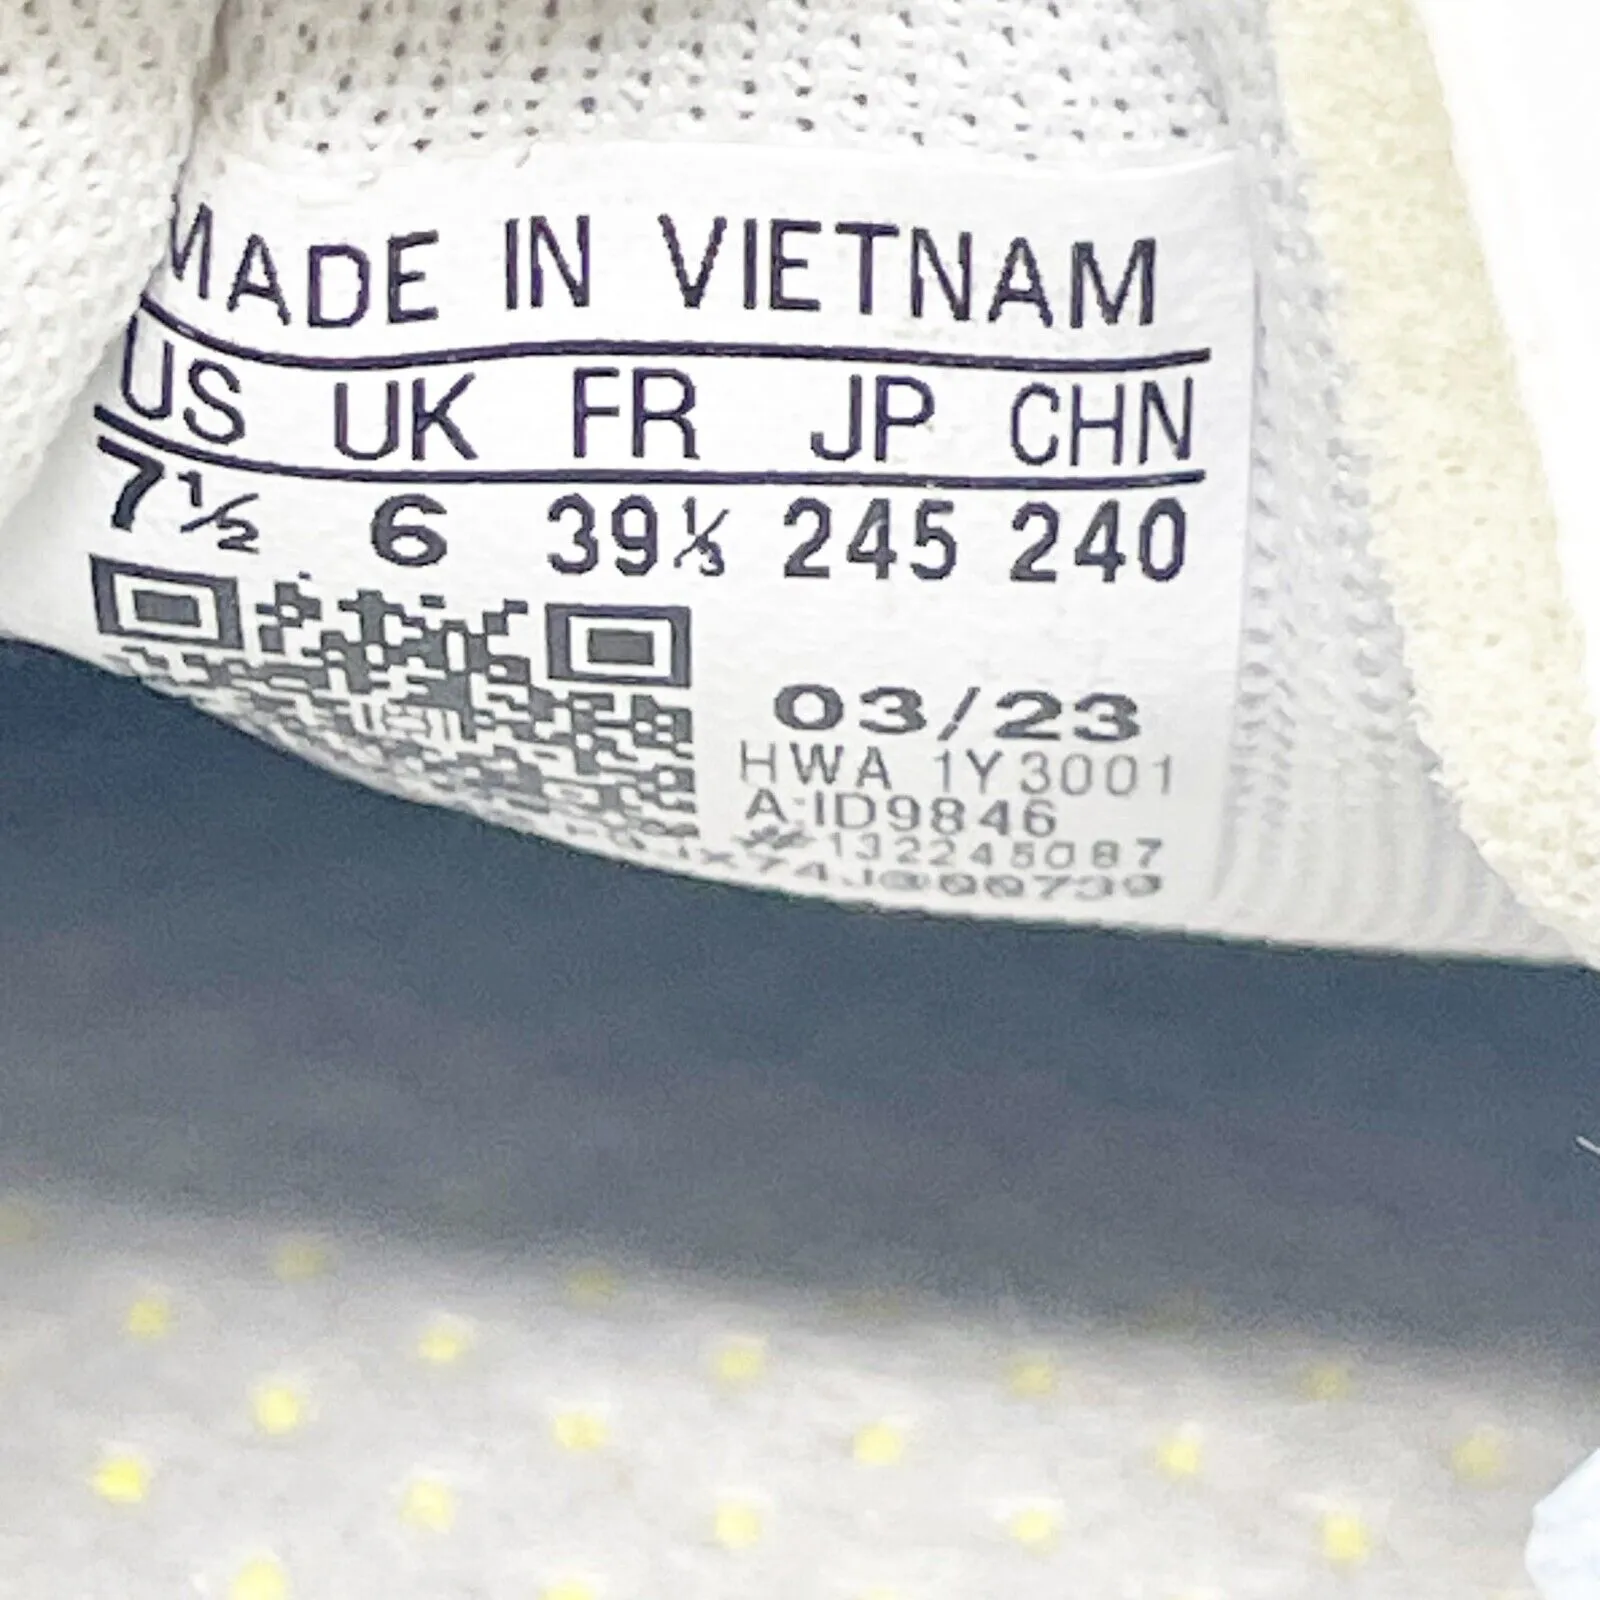 MADE IN VIETNAM
US UK FR JP CHN
7½ 6 39⅓ 245 240
03/23
HWA 1Y3001
A:ID9846
#132245087